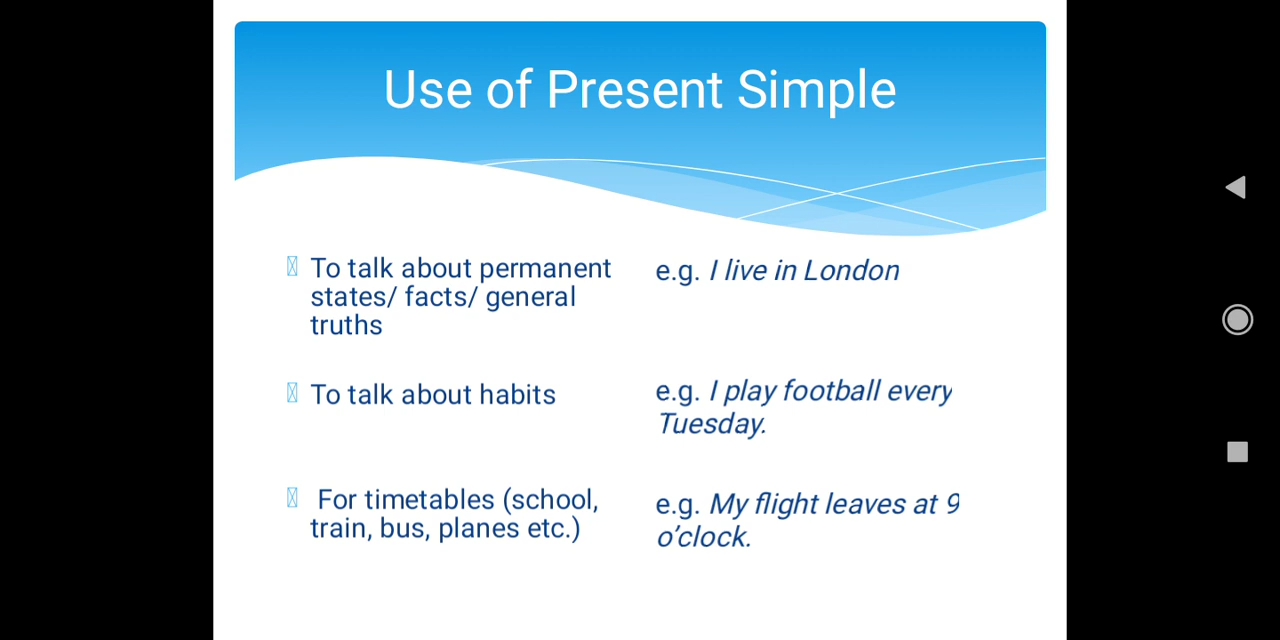 Use of Present Simple
To talk about permanent
states/ facts/ general
truths
e.g. I live in London
To talk about habits
e.g. I play football every
Tuesday.
For timetables (school,
train, bus, planes etc.)
e.g. My flight leaves at 9
o’clock.